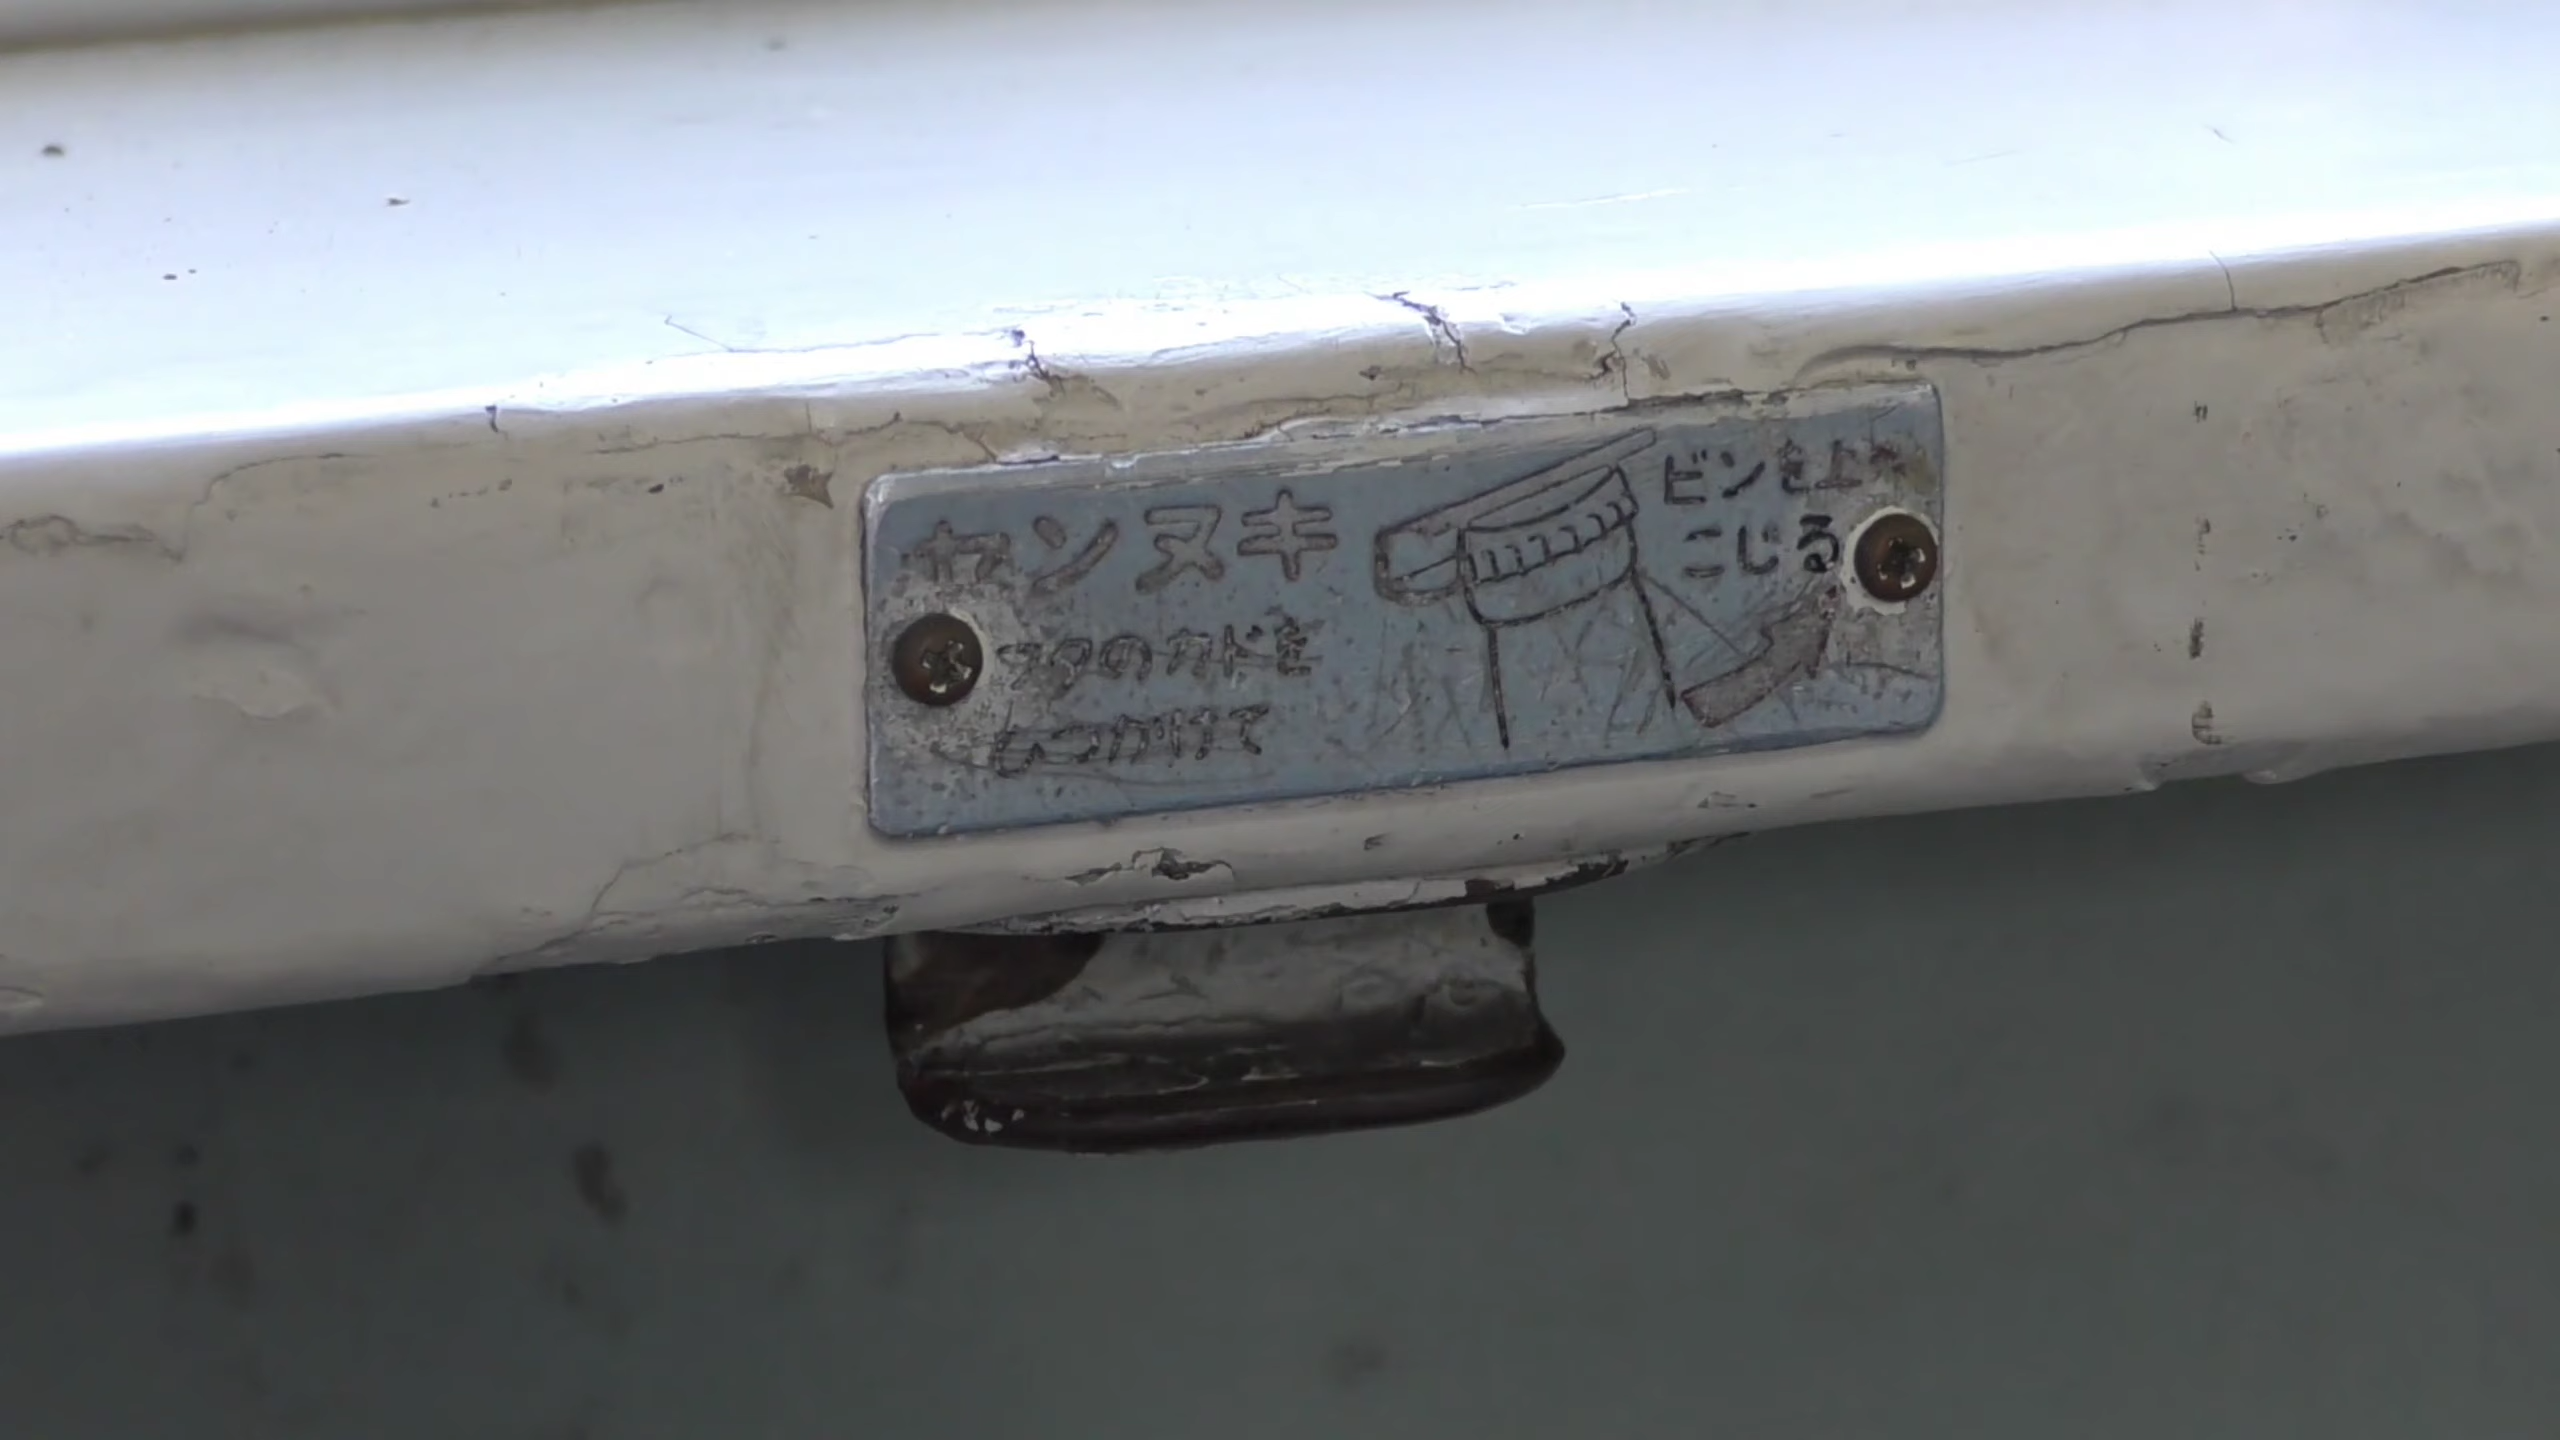 センヌキ
フタのカドを
ひっかけて
ビンを上へ
こじる